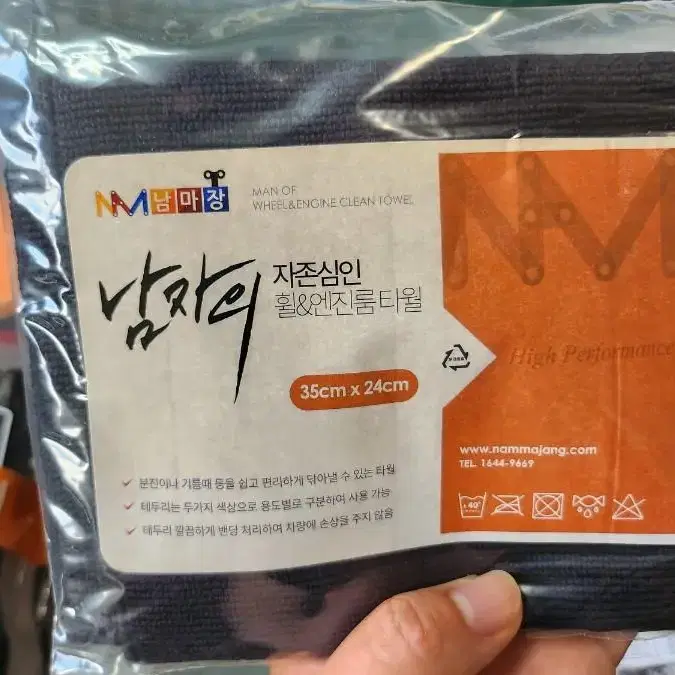 NM남마장
MAN OF
WHEEL&ENGINE CLEAN TOWEL
남자의
자존심인
휠&엔진룸 타월
35cm x 24cm
분진이나 기름때 등을 쉽고 편리하게 닦아낼 수 있는 타월
테두리는 두가지 색상으로 용도별로 구분하여 사용 가능
테두리 깔끔하게 밴딩 처리하여 차량에 손상을 주지 않음
NM
High Performance
www.nammajang.com
TEL. 1644-9669
40°